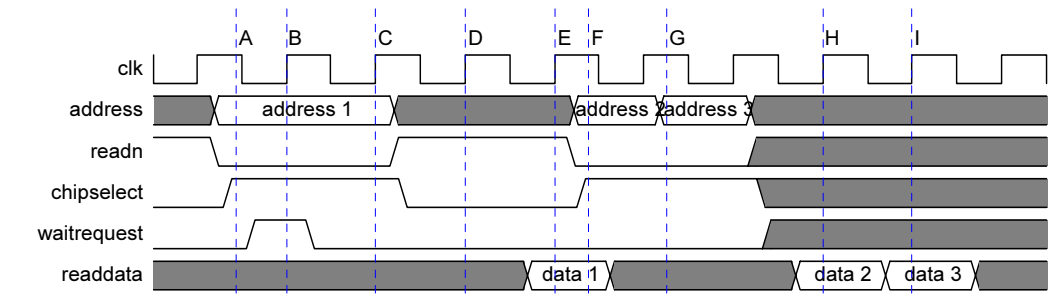 A B C D E F G H I
clk
address address 1 address 2 address 3
readn
chipselect
waitrequest
readdata data 1 data 2 data 3